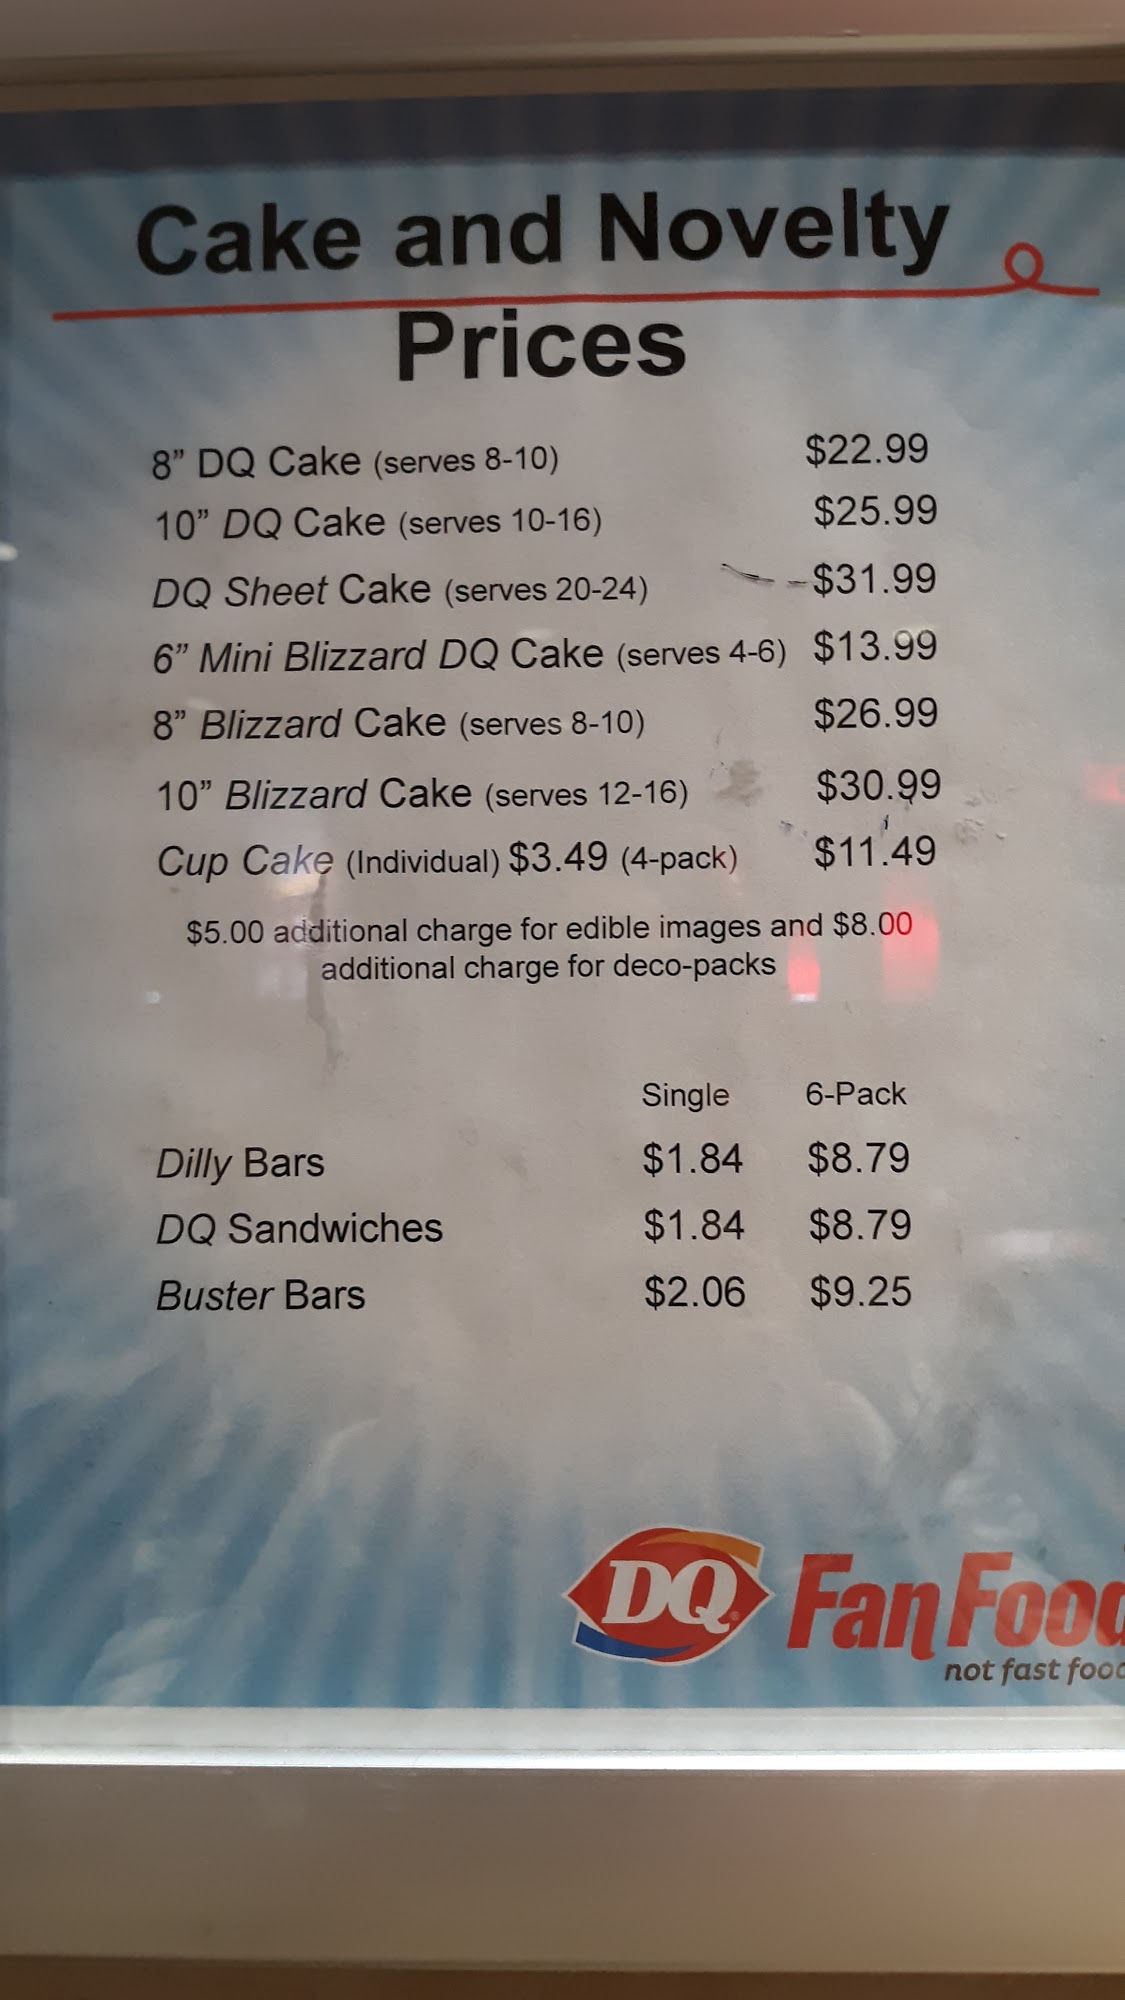 Cake and Novelty
Prices
8” DQ Cake (serves 8-10) $22.99
10” DQ Cake (serves 10-16) $25.99
DQ Sheet Cake (serves 20-24) $31.99
6” Mini Blizzard DQ Cake (serves 4-6) $13.99
8” Blizzard Cake (serves 8-10) $26.99
10” Blizzard Cake (serves 12-16) $30.99
Cup Cake (Individual) $3.49 (4-pack) $11.49
$5.00 additional charge for edible images and $8.00
additional charge for deco-packs
Single 6-Pack
Dilly Bars $1.84 $8.79
DQ Sandwiches $1.84 $8.79
Buster Bars $2.06 $9.25
DQ Fan Food
not fast food